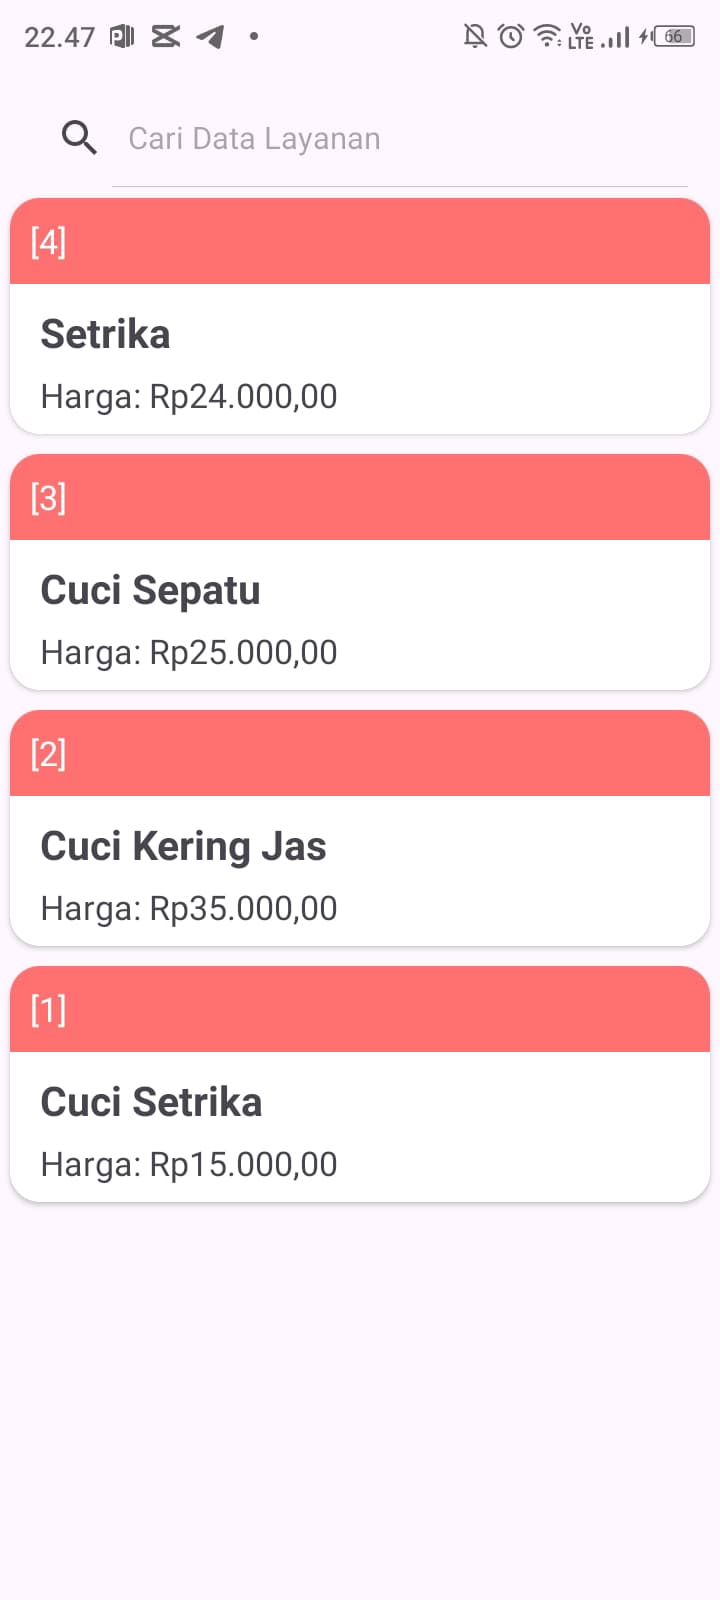 22.47
Vo LTE 66
Cari Data Layanan
[4]
Setrika
Harga: Rp24.000,00
[3]
Cuci Sepatu
Harga: Rp25.000,00
[2]
Cuci Kering Jas
Harga: Rp35.000,00
[1]
Cuci Setrika
Harga: Rp15.000,00